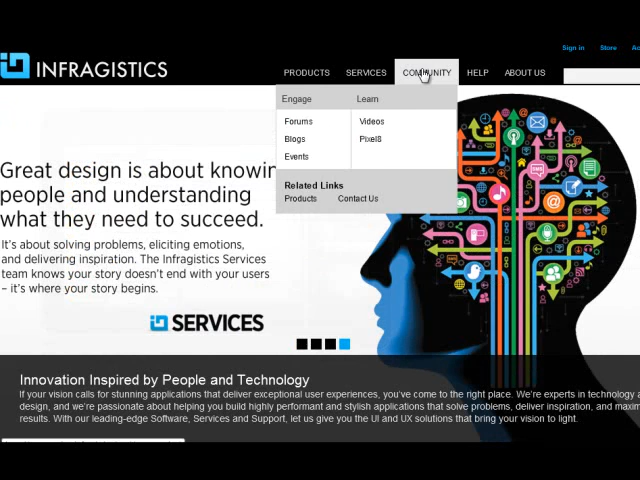 Sign in Store Ac
INFRAGISTICS
PRODUCTS SERVICES COMMUNITY HELP ABOUT US
Engage Learn
Forums Videos
Blogs Pixel8
Events
Related Links
Products Contact Us
Great design is about knowin
people and understanding
what they need to succeed.
It's about solving problems, eliciting emotions,
and delivering inspiration. The Infragistics Services
team knows your story doesn't end with your users
– it's where your story begins.
SERVICES
SMS
Innovation Inspired by People and Technology
If your vision calls for stunning applications that deliver exceptional user experiences, you've come to the right place. We're experts in technology a
design, and we're passionate about helping you build highly performant and stylish applications that solve problems, deliver inspiration, and maxim
results. With our leading-edge Software, Services and Support, let us give you the UI and UX solutions that bring your vision to light.